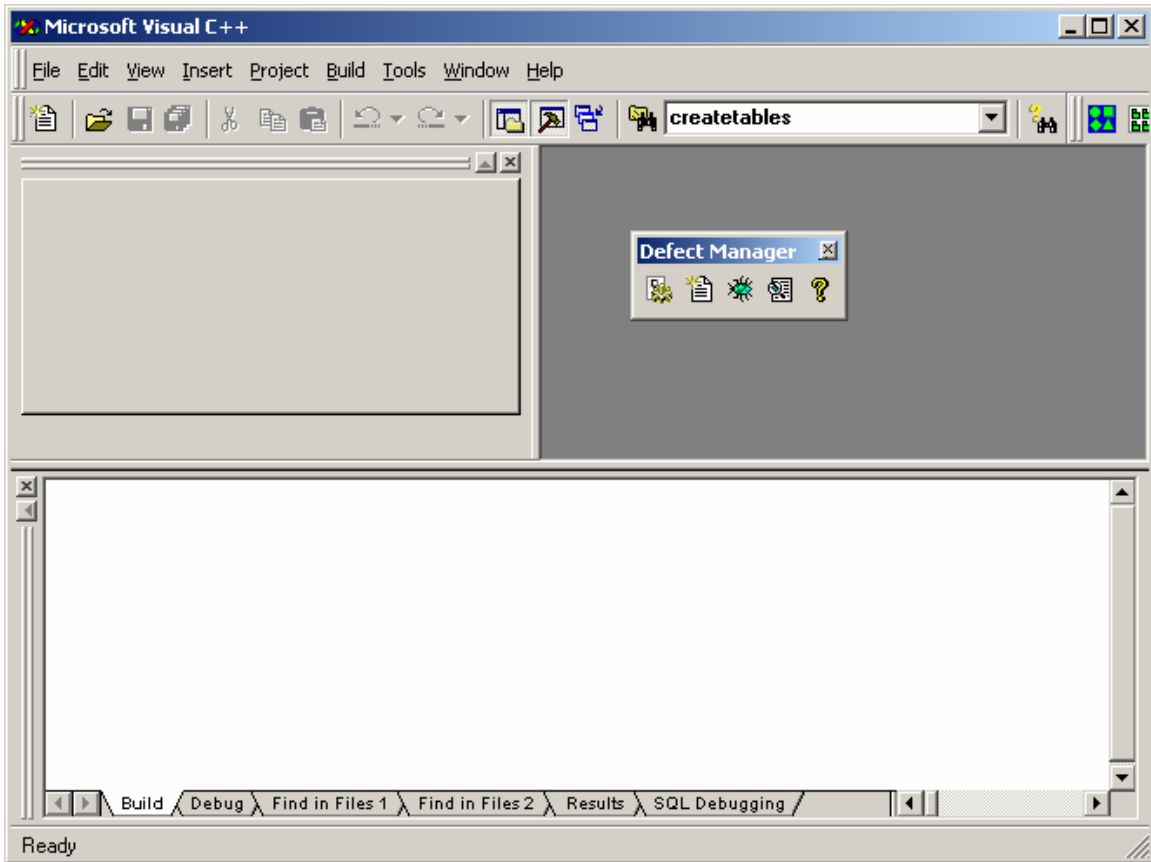 Microsoft Visual C++
File Edit View Insert Project Build Tools Window Help
createtables
Defect Manager
Build Debug Find in Files 1 Find in Files 2 Results SQL Debugging
Ready